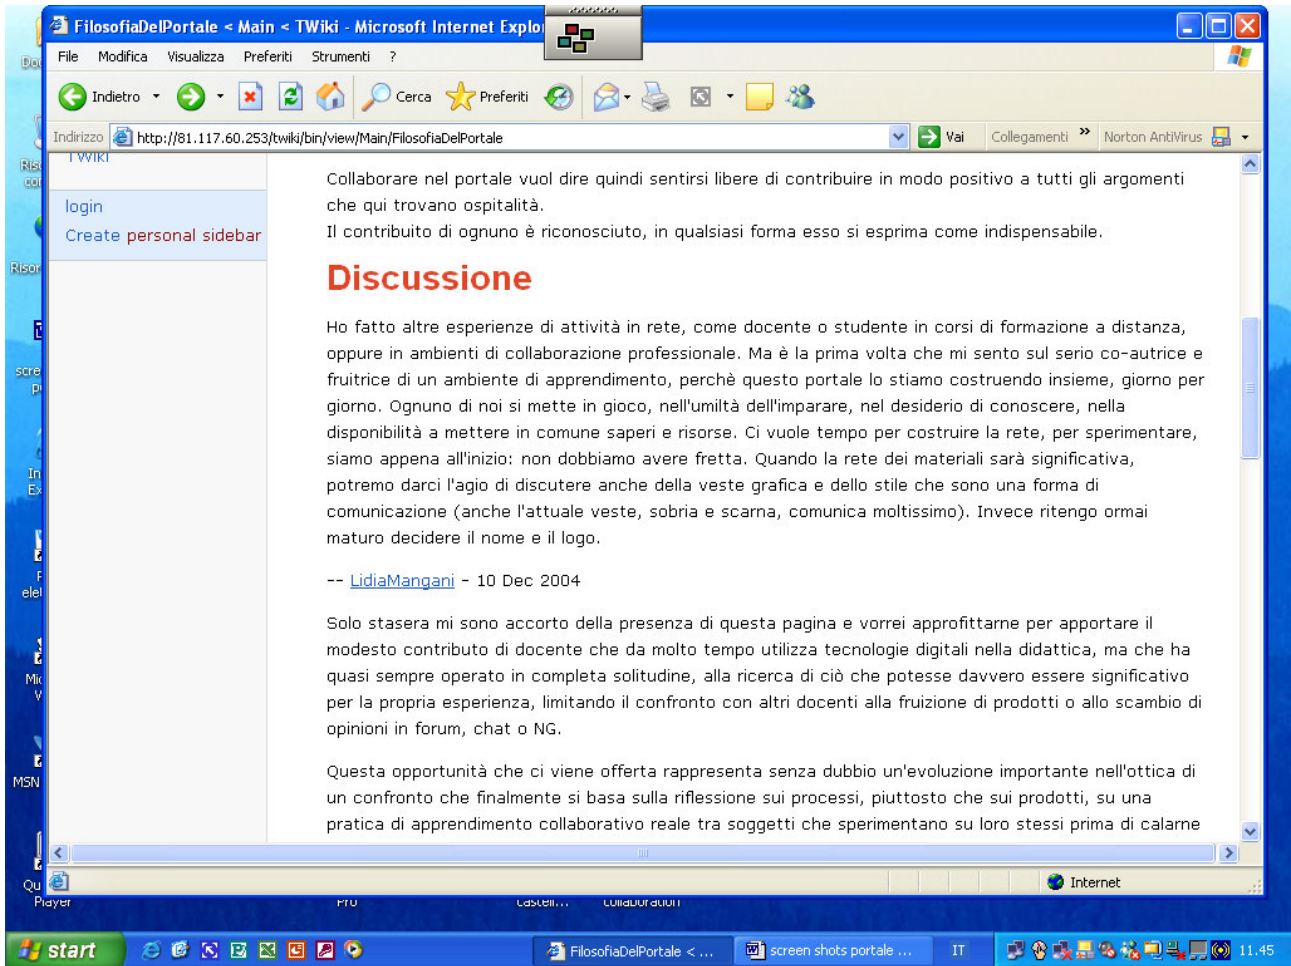 FilosofiaDelPortale < Main < TWiki - Microsoft Internet Explo
File Modifica Visualizza Preferiti Strumenti ?
Indietro Cerca Preferiti
Indirizzo http://81.117.60.253/twiki/bin/view/Main/FilosofiaDelPortale Vai Collegamenti » Norton AntiVirus
TWiki
login
Create personal sidebar
Collaborare nel portale vuol dire quindi sentirsi libere di contribuire in modo positivo a tutti gli argomenti
che qui trovano ospitalità.
Il contribuito di ognuno è riconosciuto, in qualsiasi forma esso si esprima come indispensabile.
Discussione
Ho fatto altre esperienze di attività in rete, come docente o studente in corsi di formazione a distanza,
oppure in ambienti di collaborazione professionale. Ma è la prima volta che mi sento sul serio co-autrice e
fruitrice di un ambiente di apprendimento, perchè questo portale lo stiamo costruendo insieme, giorno per
giorno. Ognuno di noi si mette in gioco, nell'umiltà dell'imparare, nel desiderio di conoscere, nella
disponibilità a mettere in comune saperi e risorse. Ci vuole tempo per costruire la rete, per sperimentare,
siamo appena all'inizio: non dobbiamo avere fretta. Quando la rete dei materiali sarà significativa,
potremo darci l'agio di discutere anche della veste grafica e dello stile che sono una forma di
comunicazione (anche l'attuale veste, sobria e scarna, comunica moltissimo). Invece ritengo ormai
maturo decidere il nome e il logo.
-- LidiaMangani - 10 Dec 2004
Solo stasera mi sono accorto della presenza di questa pagina e vorrei approfittarne per apportare il
modesto contributo di docente che da molto tempo utilizza tecnologie digitali nella didattica, ma che ha
quasi sempre operato in completa solitudine, alla ricerca di ciò che potesse davvero essere significativo
per la propria esperienza, limitando il confronto con altri docenti alla fruizione di prodotti o allo scambio di
opinioni in forum, chat o NG.
Questa opportunità che ci viene offerta rappresenta senza dubbio un'evoluzione importante nell'ottica di
un confronto che finalmente si basa sulla riflessione sui processi, piuttosto che sui prodotti, su una
pratica di apprendimento collaborativo reale tra soggetti che sperimentano su loro stessi prima di calarne
Internet
MSN
Player Pro collaboration
start FilosofiaDelPortale < ... screen shots portale ... IT 11.45